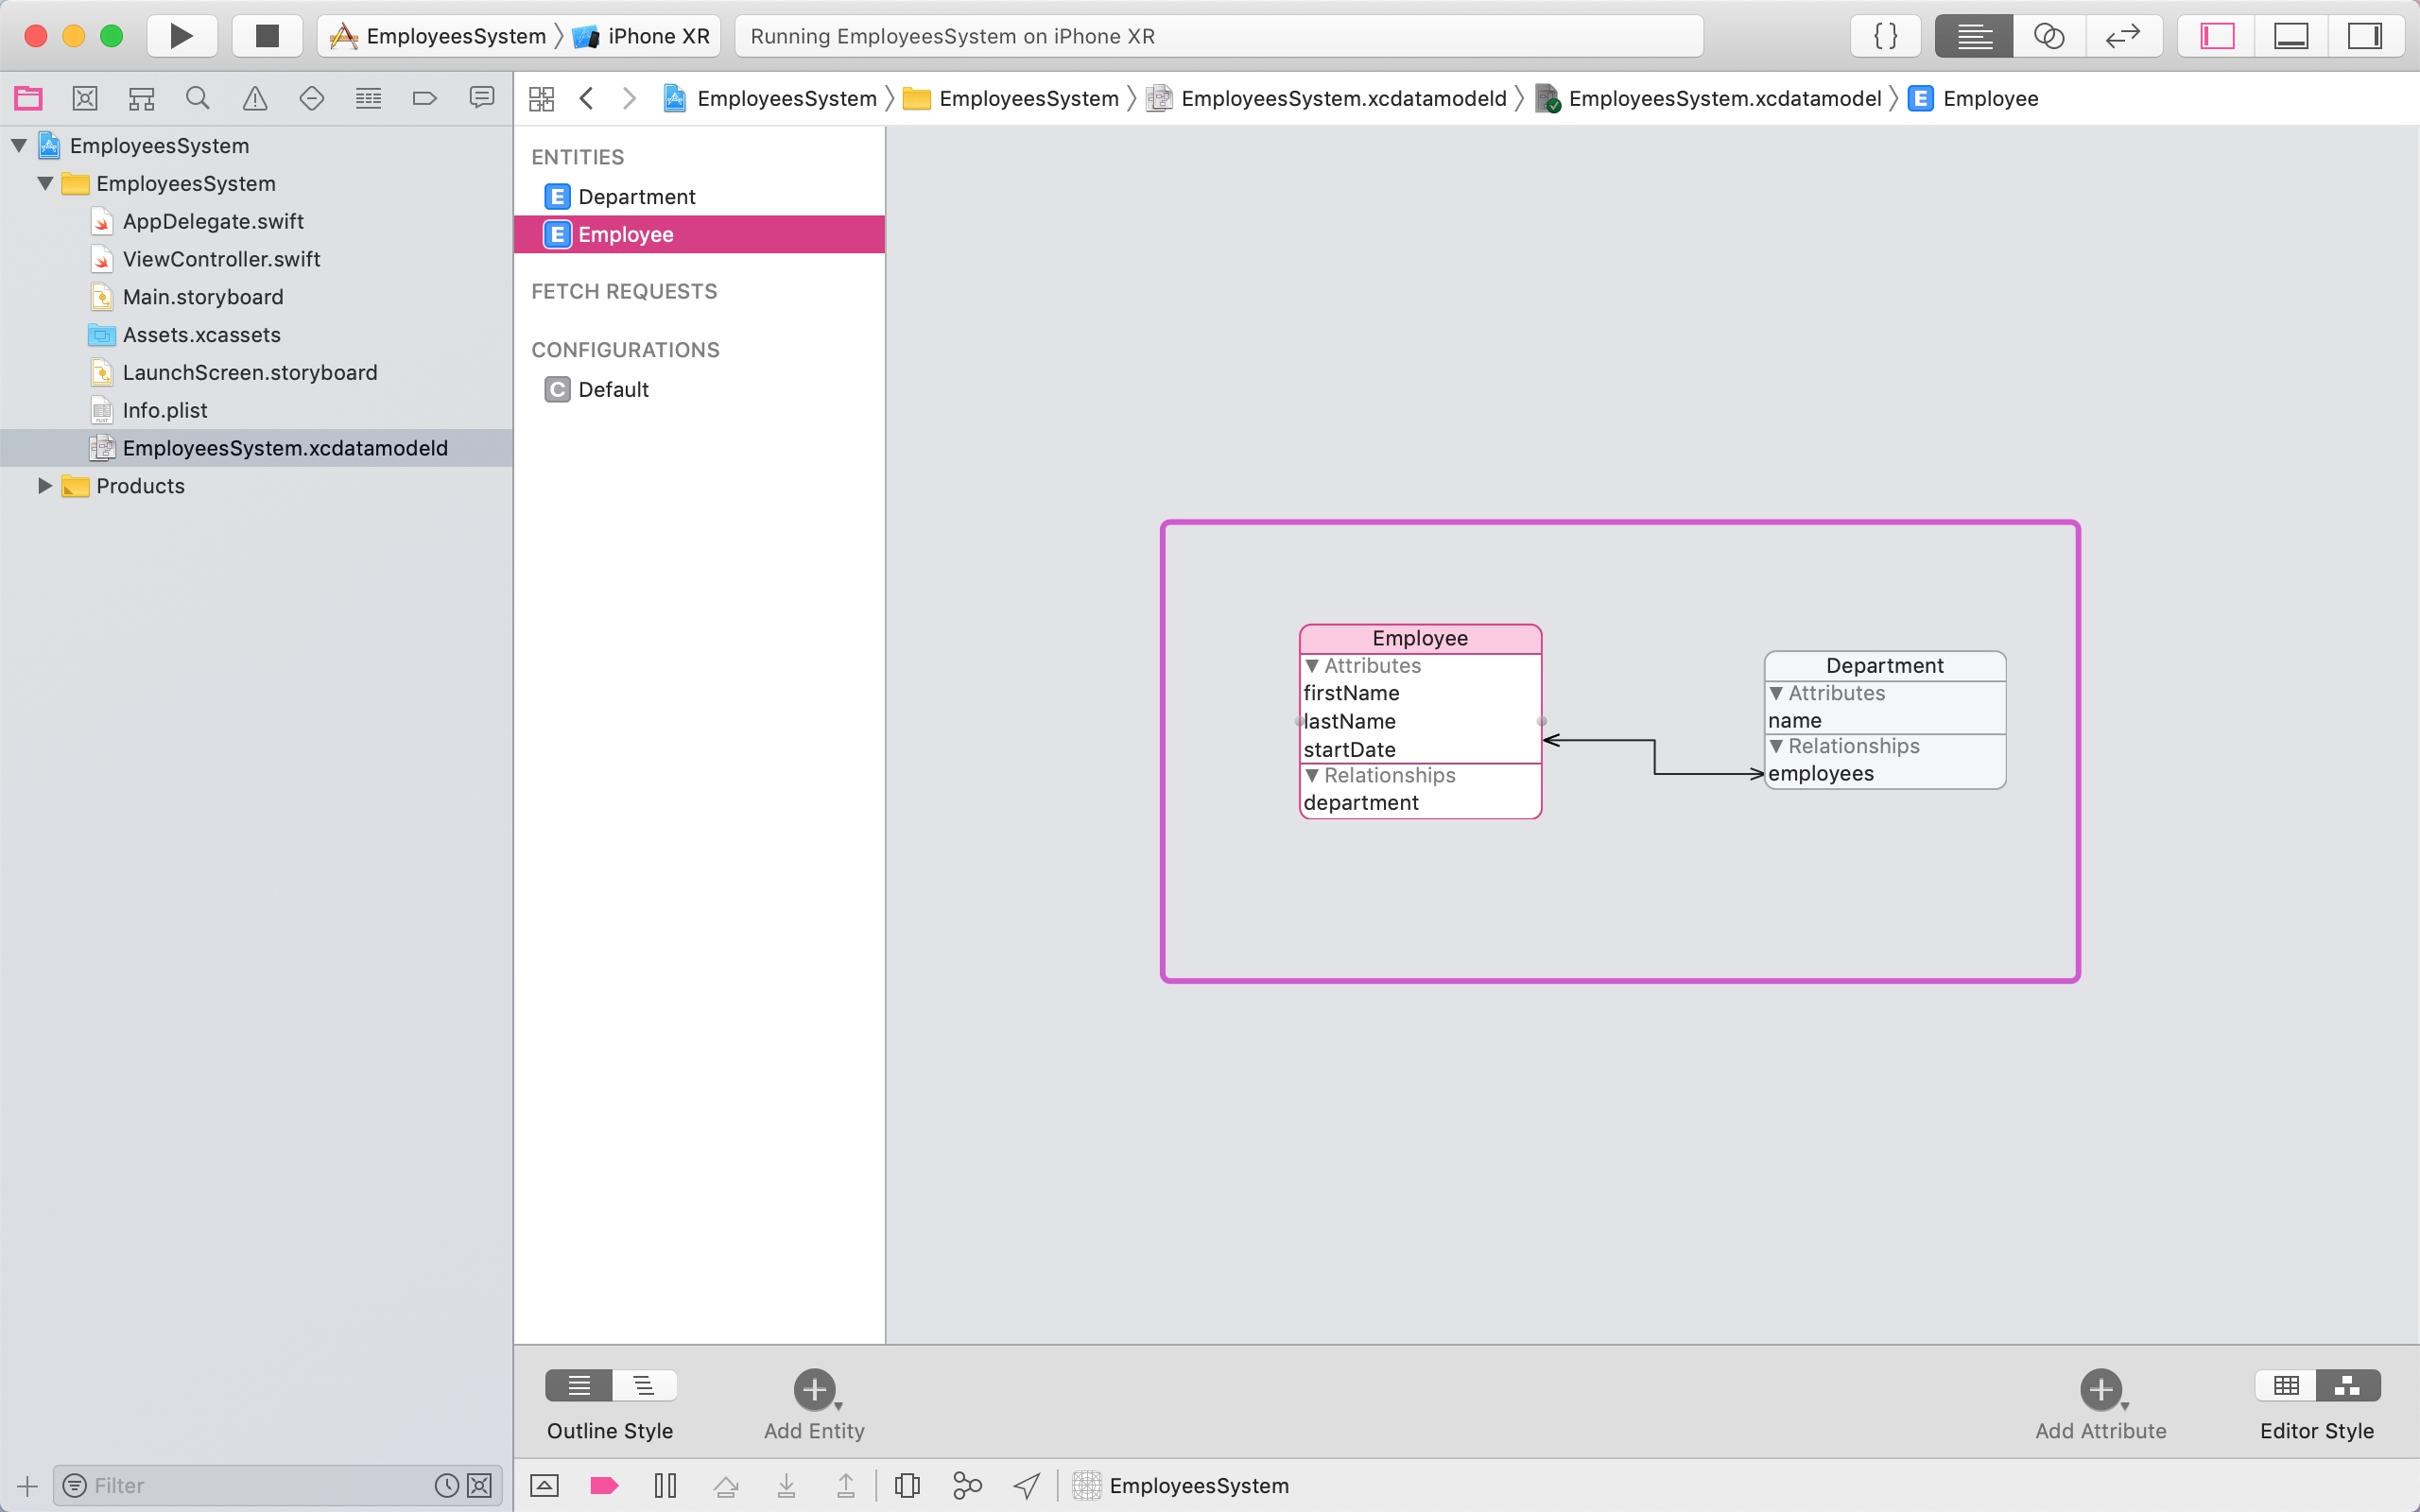 EmployeesSystem iPhone XR
Running EmployeesSystem on iPhone XR
EmployeesSystem EmployeesSystem EmployeesSystem.xcdatamodeld EmployeesSystem.xcdatamodel E Employee
EmployeesSystem
EmployeesSystem
AppDelegate.swift
ViewController.swift
Main.storyboard
Assets.xcassets
LaunchScreen.storyboard
Info.plist
EmployeesSystem.xcdatamodeld
Products
ENTITIES
E Department
E Employee
FETCH REQUESTS
CONFIGURATIONS
C Default
Employee
Attributes
firstName
lastName
startDate
Relationships
department
Department
Attributes
name
Relationships
employees
Outline Style
Add Entity
Add Attribute
Editor Style
Filter
EmployeesSystem